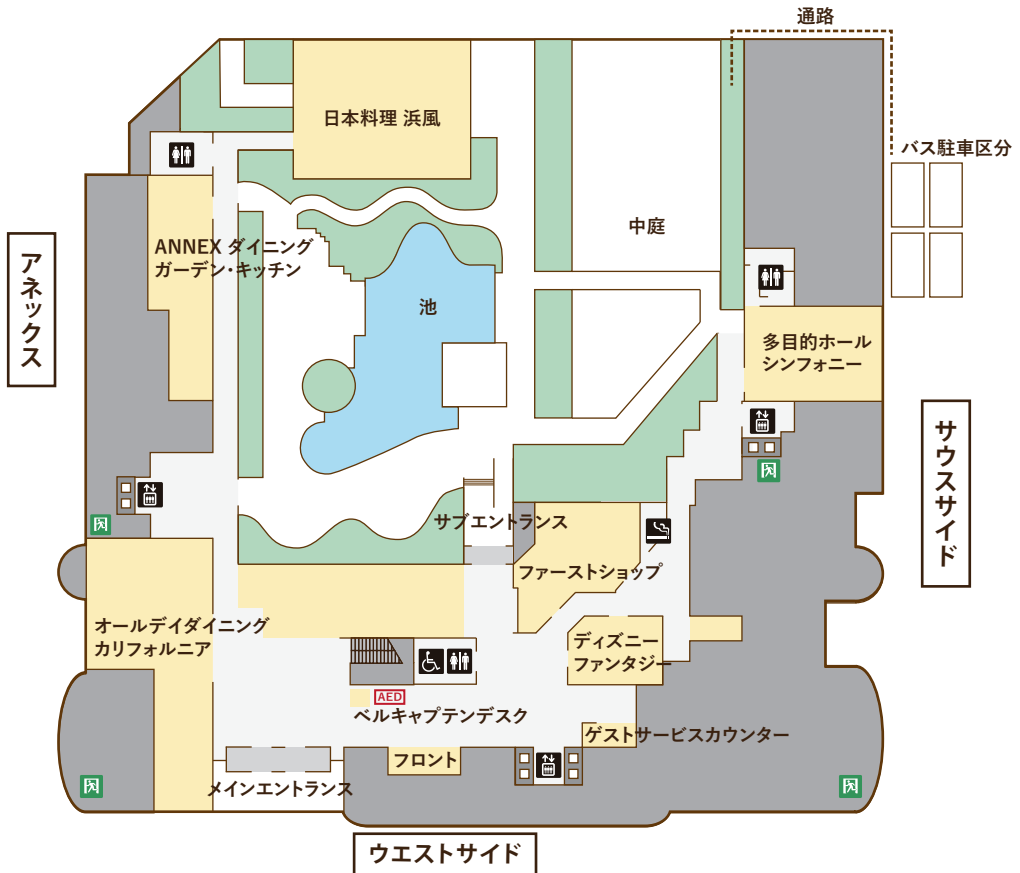 通路
バス駐車区分
日本料理 浜風
中庭
ANNEX ダイニング
ガーデン・キッチン
アネックス
池
多目的ホール
シンフォニー
サウスサイド
サブエントランス
ファーストショップ
オールデイダイニング
カリフォルニア
ディズニー
ファンタジー
AED
ベルキャプテンデスク
ゲストサービスカウンター
フロント
メインエントランス
ウエストサイド